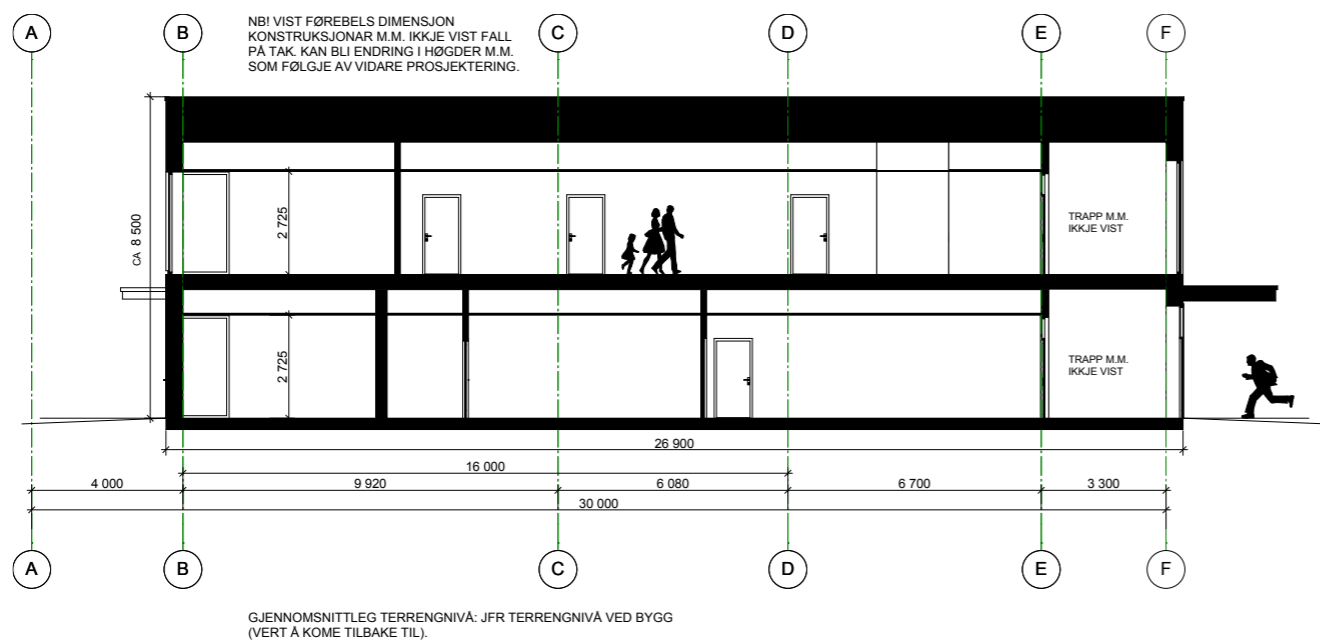 NB! VIST FØREBELS DIMENSJON
KONSTRUKSJONAR M.M. IKKJE VIST FALL
PÅ TAK. KAN BLI ENDRING I HØGDER M.M.
SOM FØLGJE AV VIDARE PROSJEKTERING.
A B C D E F
CA 8 500
2 725
TRAPP M.M.
IKKJE VIST
2 725
TRAPP M.M.
IKKJE VIST
26 900
16 000
4 000 9 920 6 080 6 700 3 300
30 000
A B C D E F
GJENNOMSNITTLEG TERRENGNIVÅ: JFR TERRENGNIVÅ VED BYGG
(VERT Å KOME TILBAKE TIL).